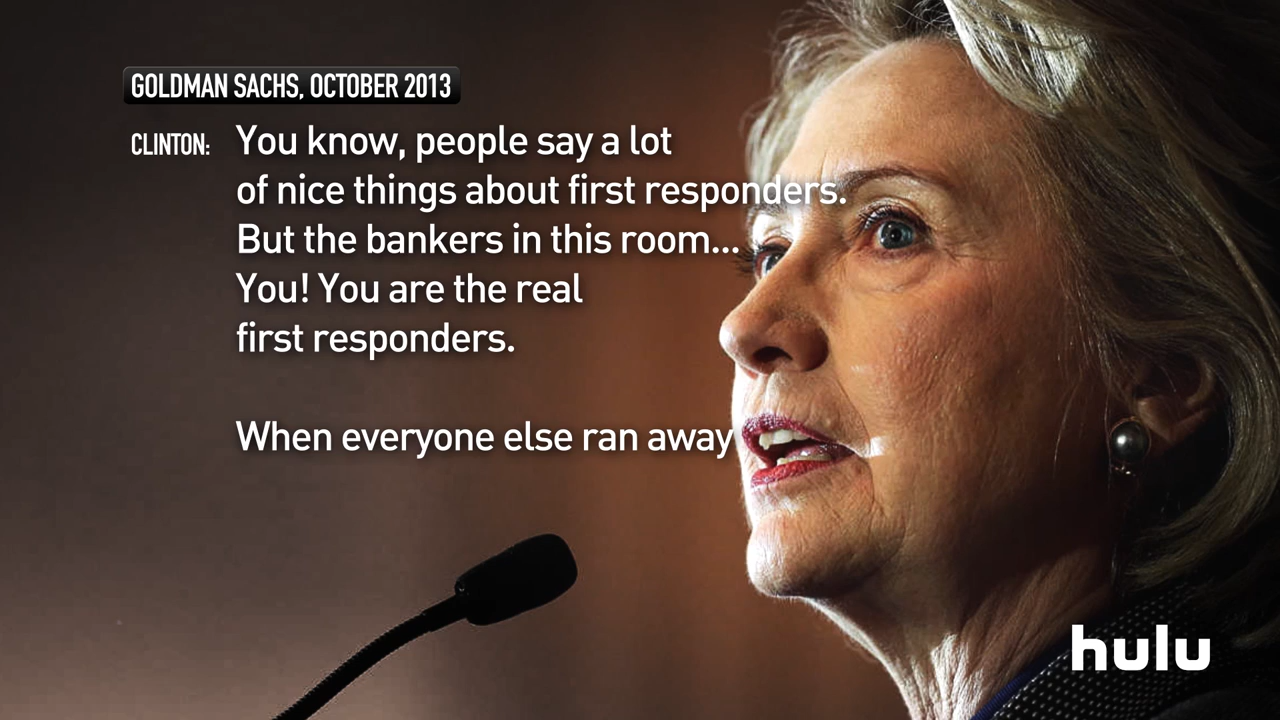 GOLDMAN SACHS, OCTOBER 2013
CLINTON: You know, people say a lot
of nice things about first responders.
But the bankers in this room...
You! You are the real
first responders.
When everyone else ran away
hulu